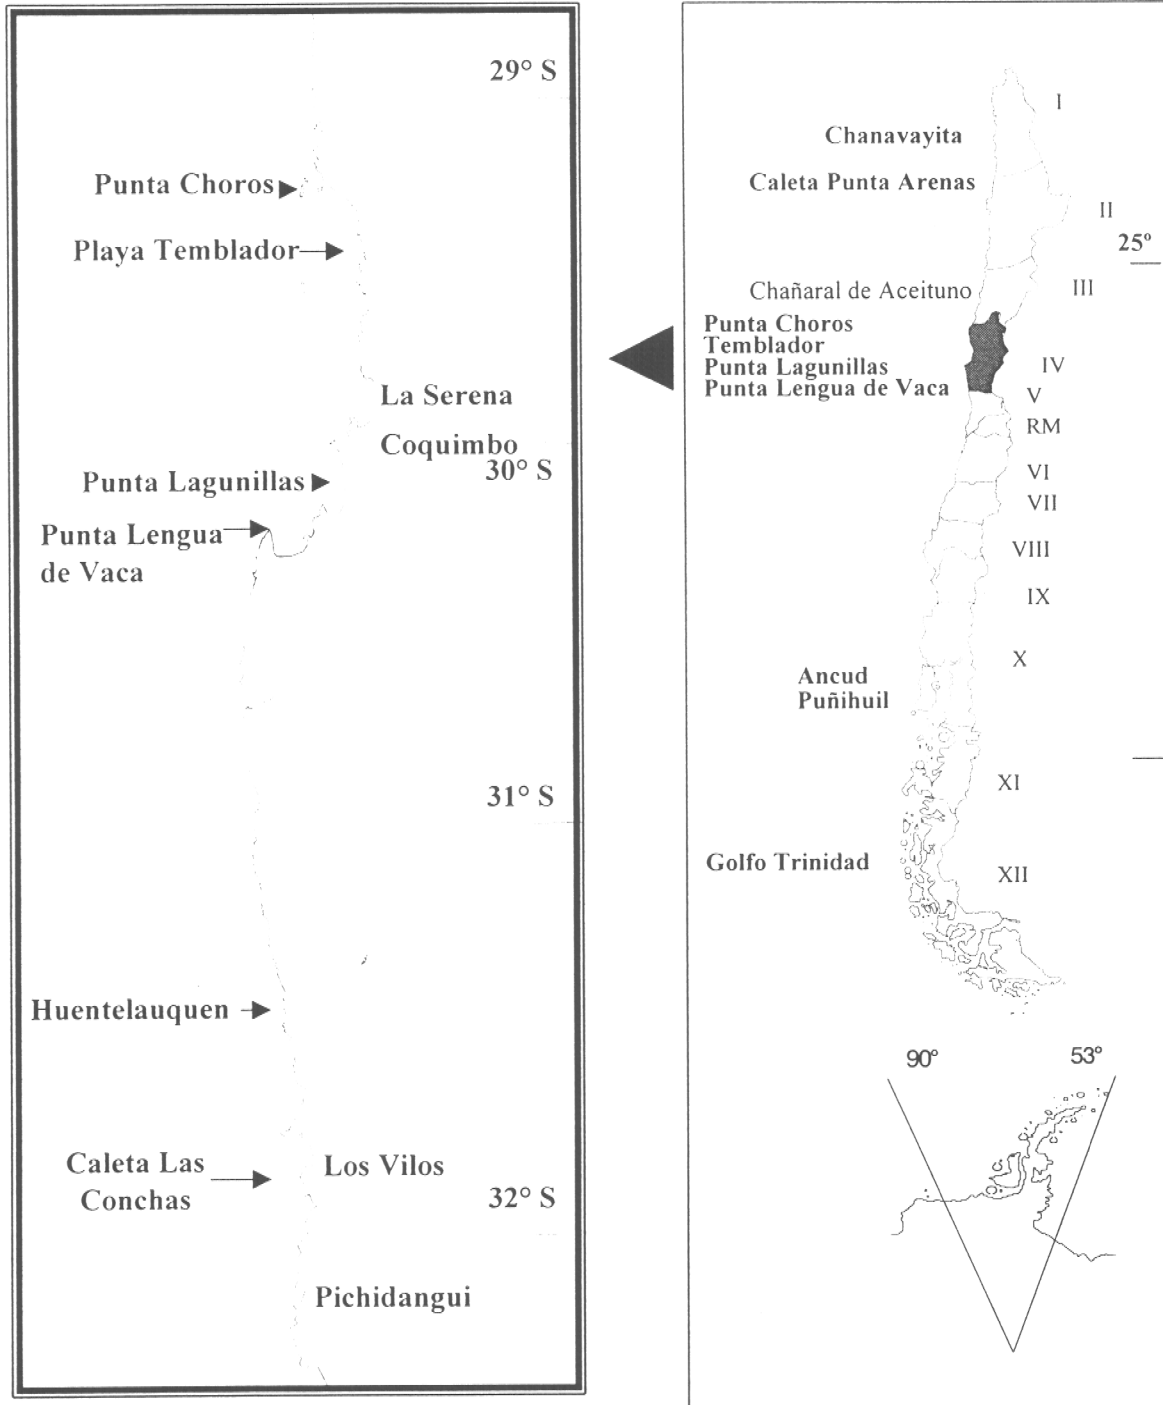 29° S
Punta Choros
Playa Temblador
La Serena
Coquimbo
30° S
Punta Lagunillas
Punta Lengua
de Vaca
31° S
Huentelauquen
Caleta Las
Conchas
Los Vilos
32° S
Pichidangui
I
Chanavayita
Caleta Punta Arenas
II
25°
Chañaral de Aceituno
III
Punta Choros
Temblador
Punta Lagunillas
Punta Lengua de Vaca
IV
V
RM
VI
VII
VIII
IX
X
Ancud
Puñihuil
XI
Golfo Trinidad
XII
90°
53°